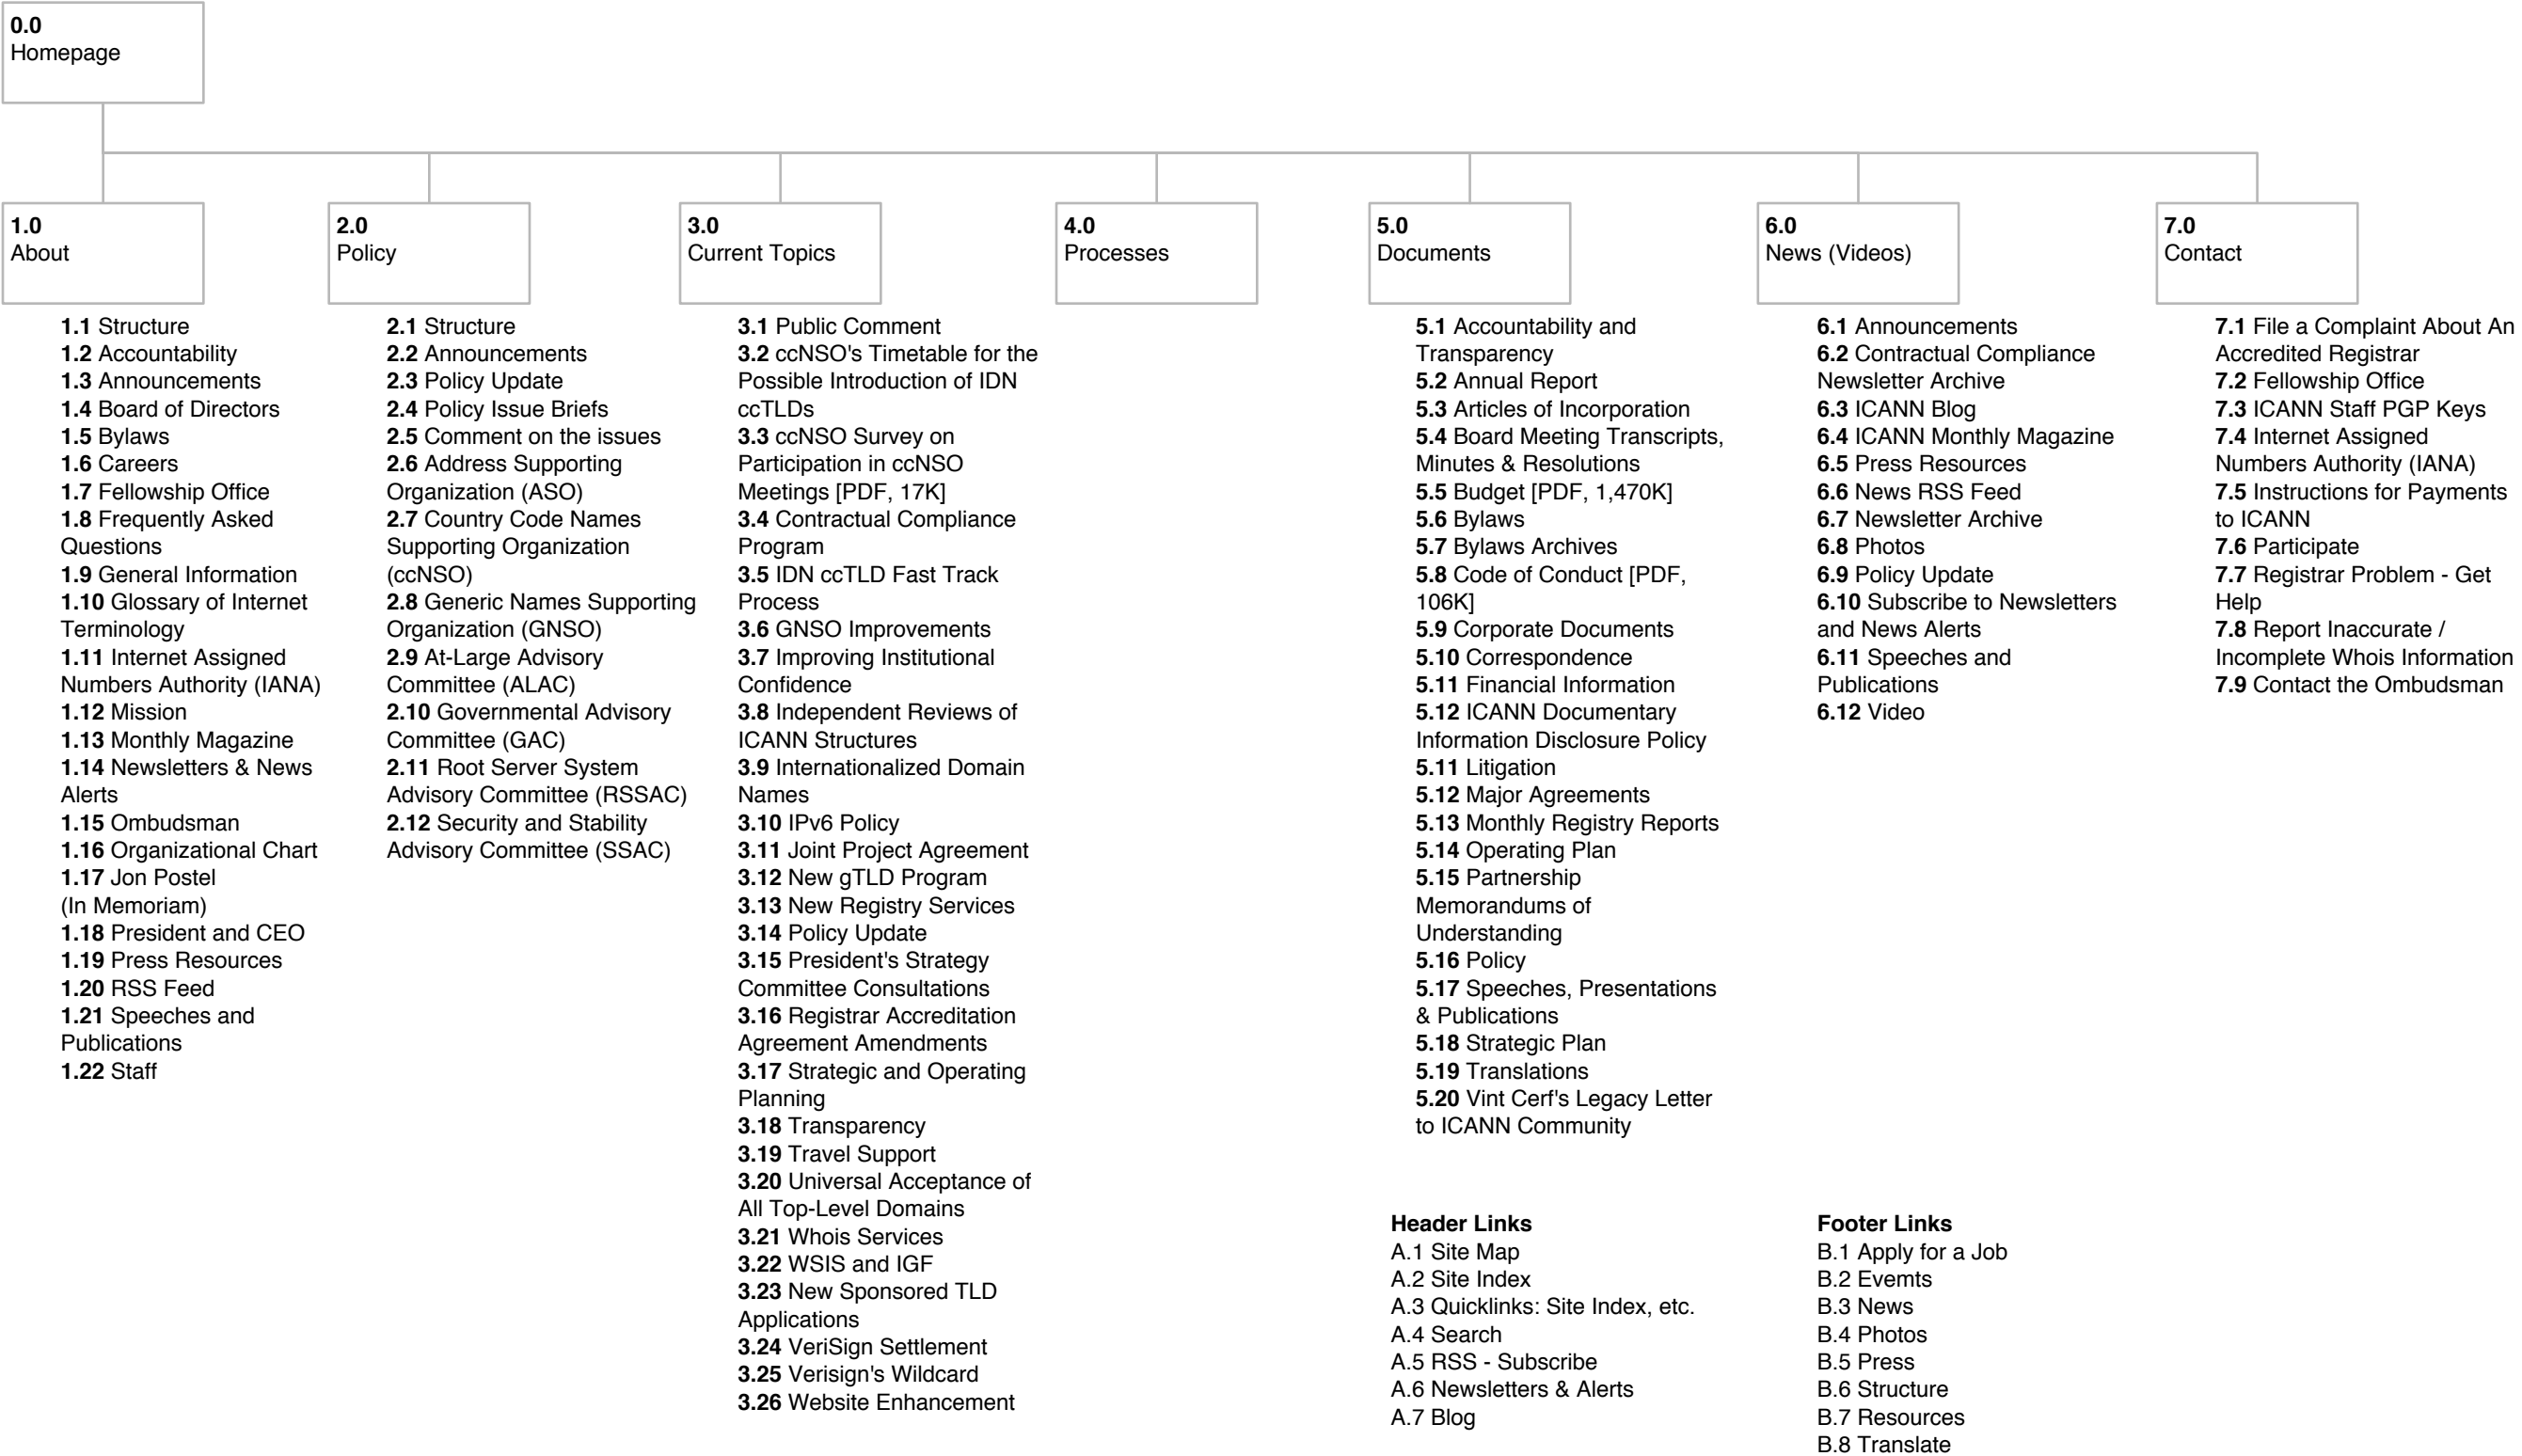 0.0
Homepage
1.0
About
1.1 Structure
1.2 Accountability
1.3 Announcements
1.4 Board of Directors
1.5 Bylaws
1.6 Careers
1.7 Fellowship Office
1.8 Frequently Asked
Questions
1.9 General Information
1.10 Glossary of Internet
Terminology
1.11 Internet Assigned
Numbers Authority (IANA)
1.12 Mission
1.13 Monthly Magazine
1.14 Newsletters & News
Alerts
1.15 Ombudsman
1.16 Organizational Chart
1.17 Jon Postel
(In Memoriam)
1.18 President and CEO
1.19 Press Resources
1.20 RSS Feed
1.21 Speeches and
Publications
1.22 Staff
2.0
Policy
2.1 Structure
2.2 Announcements
2.3 Policy Update
2.4 Policy Issue Briefs
2.5 Comment on the issues
2.6 Address Supporting
Organization (ASO)
2.7 Country Code Names
Supporting Organization
(ccNSO)
2.8 Generic Names Supporting
Organization (GNSO)
2.9 At-Large Advisory
Committee (ALAC)
2.10 Governmental Advisory
Committee (GAC)
2.11 Root Server System
Advisory Committee (RSSAC)
2.12 Security and Stability
Advisory Committee (SSAC)
3.0
Current Topics
3.1 Public Comment
3.2 ccNSO's Timetable for the
Possible Introduction of IDN
ccTLDs
3.3 ccNSO Survey on
Participation in ccNSO
Meetings [PDF, 17K]
3.4 Contractual Compliance
Program
3.5 IDN ccTLD Fast Track
Process
3.6 GNSO Improvements
3.7 Improving Institutional
Confidence
3.8 Independent Reviews of
ICANN Structures
3.9 Internationalized Domain
Names
3.10 IPv6 Policy
3.11 Joint Project Agreement
3.12 New gTLD Program
3.13 New Registry Services
3.14 Policy Update
3.15 President's Strategy
Committee Consultations
3.16 Registrar Accreditation
Agreement Amendments
3.17 Strategic and Operating
Planning
3.18 Transparency
3.19 Travel Support
3.20 Universal Acceptance of
All Top-Level Domains
3.21 Whois Services
3.22 WSIS and IGF
3.23 New Sponsored TLD
Applications
3.24 VeriSign Settlement
3.25 Verisign's Wildcard
3.26 Website Enhancement
4.0
Processes
5.0
Documents
5.1 Accountability and
Transparency
5.2 Annual Report
5.3 Articles of Incorporation
5.4 Board Meeting Transcripts,
Minutes & Resolutions
5.5 Budget [PDF, 1,470K]
5.6 Bylaws
5.7 Bylaws Archives
5.8 Code of Conduct [PDF,
106K]
5.9 Corporate Documents
5.10 Correspondence
5.11 Financial Information
5.12 ICANN Documentary
Information Disclosure Policy
5.11 Litigation
5.12 Major Agreements
5.13 Monthly Registry Reports
5.14 Operating Plan
5.15 Partnership
Memorandums of
Understanding
5.16 Policy
5.17 Speeches, Presentations
& Publications
5.18 Strategic Plan
5.19 Translations
5.20 Vint Cerf's Legacy Letter
to ICANN Community
6.0
News (Videos)
6.1 Announcements
6.2 Contractual Compliance
Newsletter Archive
6.3 ICANN Blog
6.4 ICANN Monthly Magazine
6.5 Press Resources
6.6 News RSS Feed
6.7 Newsletter Archive
6.8 Photos
6.9 Policy Update
6.10 Subscribe to Newsletters
and News Alerts
6.11 Speeches and
Publications
6.12 Video
7.0
Contact
7.1 File a Complaint About An
Accredited Registrar
7.2 Fellowship Office
7.3 ICANN Staff PGP Keys
7.4 Internet Assigned
Numbers Authority (IANA)
7.5 Instructions for Payments
to ICANN
7.6 Participate
7.7 Registrar Problem - Get
Help
7.8 Report Inaccurate /
Incomplete Whois Information
7.9 Contact the Ombudsman
Header Links
A.1 Site Map
A.2 Site Index
A.3 Quicklinks: Site Index, etc.
A.4 Search
A.5 RSS - Subscribe
A.6 Newsletters & Alerts
A.7 Blog
Footer Links
B.1 Apply for a Job
B.2 Evemts
B.3 News
B.4 Photos
B.5 Press
B.6 Structure
B.7 Resources
B.8 Translate